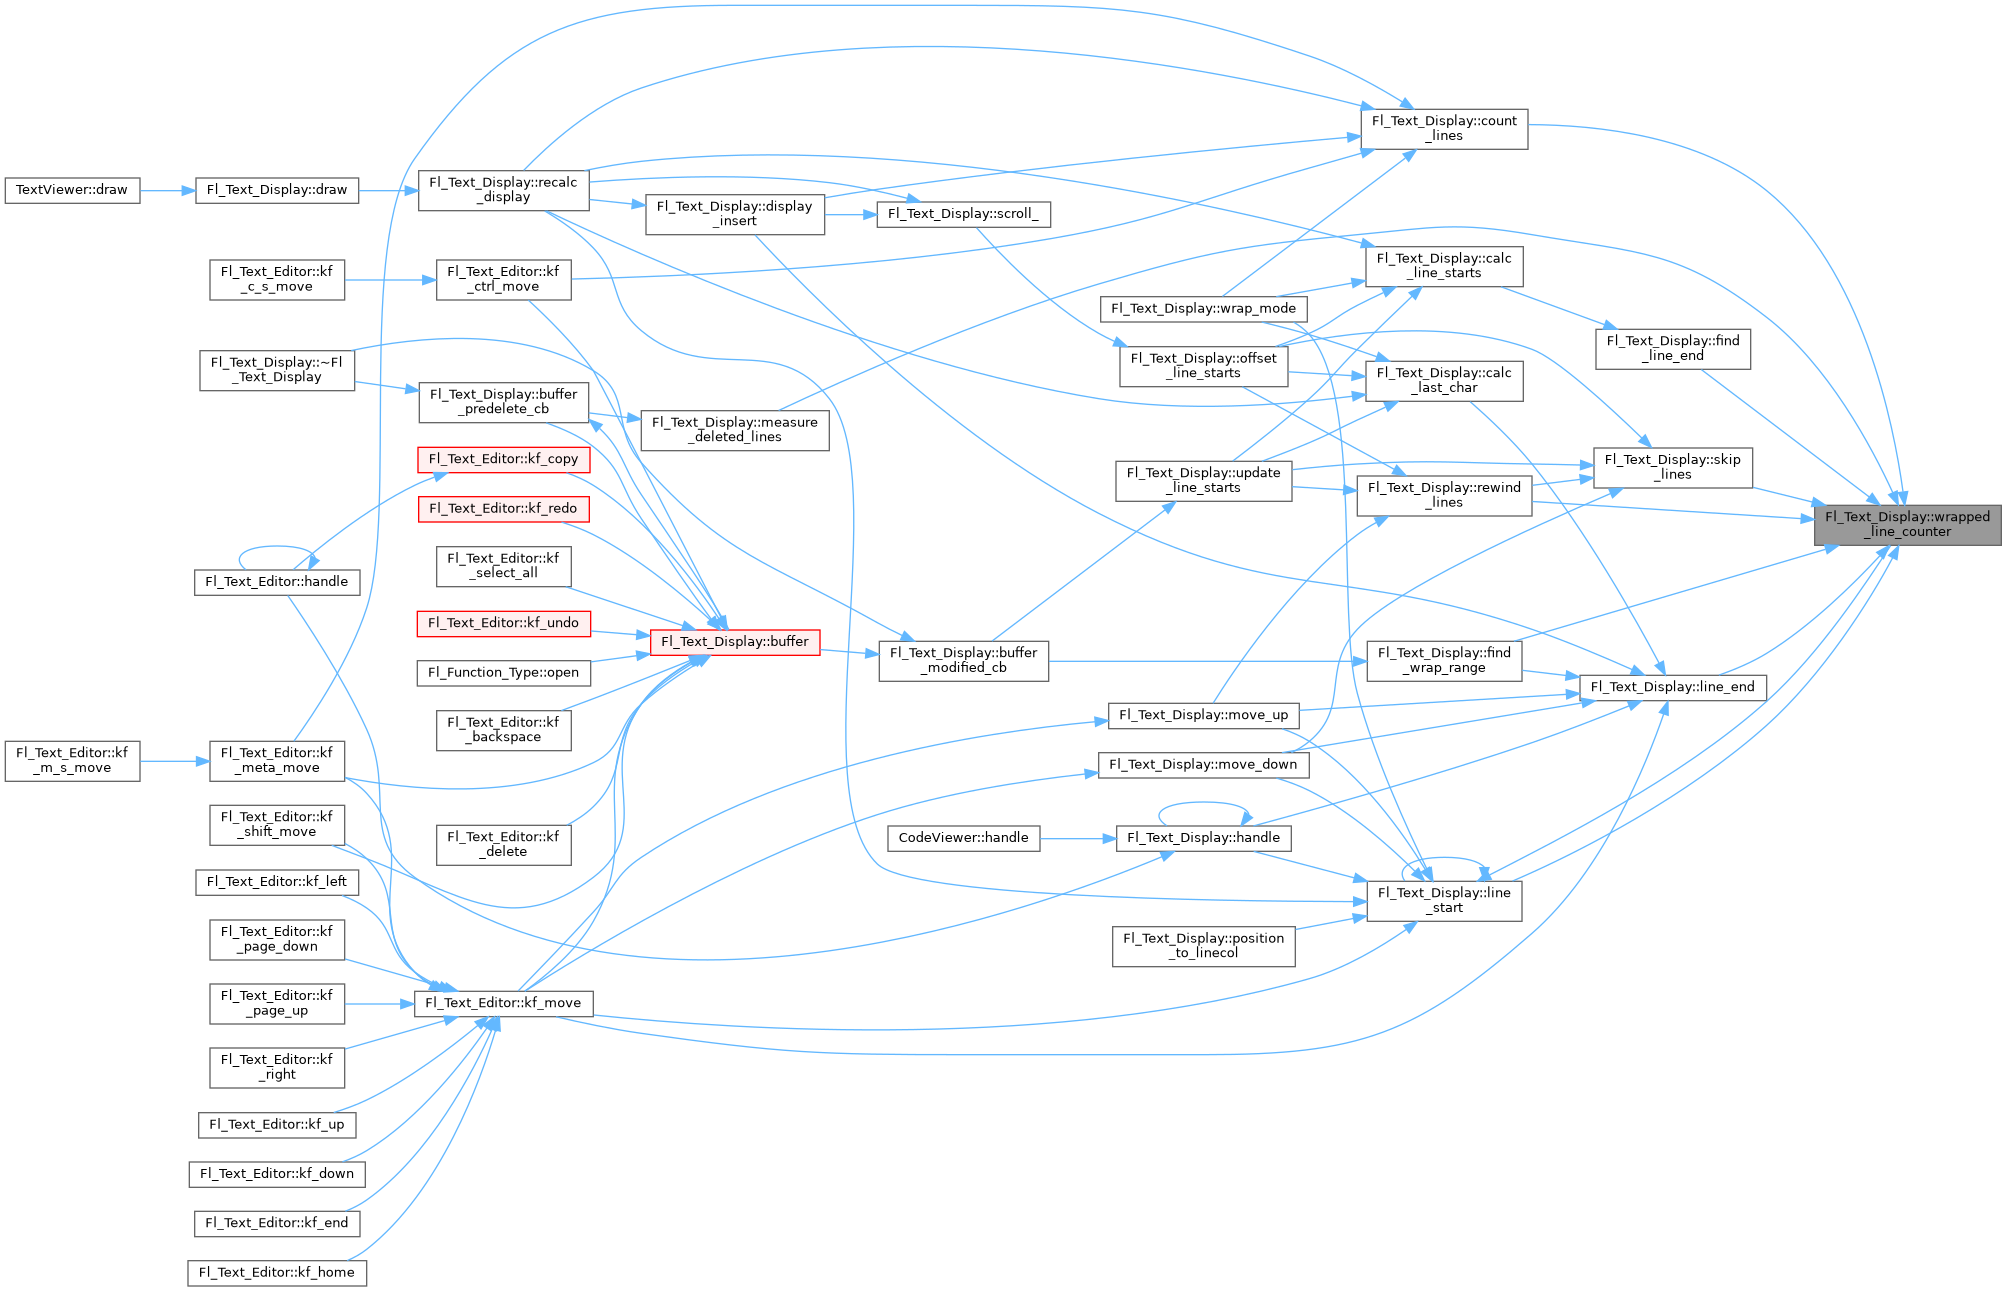 TextViewer::draw
Fl_Text_Editor::kf
_m_s_move
Fl_Text_Display::draw
Fl_Text_Editor::kf
_c_s_move
Fl_Text_Display::~Fl
_Text_Display
Fl_Text_Editor::handle
Fl_Text_Editor::kf
_meta_move
Fl_Text_Editor::kf
_shift_move
Fl_Text_Editor::kf_left
Fl_Text_Editor::kf
_page_down
Fl_Text_Editor::kf
_page_up
Fl_Text_Editor::kf
_right
Fl_Text_Editor::kf_up
Fl_Text_Editor::kf_down
Fl_Text_Editor::kf_end
Fl_Text_Editor::kf_home
Fl_Text_Display::recalc
_display
Fl_Text_Editor::kf
_ctrl_move
Fl_Text_Display::buffer
_predelete_cb
Fl_Text_Editor::kf_copy
Fl_Text_Editor::kf_redo
Fl_Text_Editor::kf
_select_all
Fl_Text_Editor::kf_undo
Fl_Function_Type::open
Fl_Text_Editor::kf
_backspace
Fl_Text_Editor::kf
_delete
Fl_Text_Editor::kf_move
Fl_Text_Display::display
_insert
Fl_Text_Display::measure
_deleted_lines
Fl_Text_Display::buffer
Fl_Text_Display::scroll_
Fl_Text_Display::buffer
_modified_cb
CodeViewer::handle
Fl_Text_Display::wrap_mode
Fl_Text_Display::offset
_line_starts
Fl_Text_Display::update
_line_starts
Fl_Text_Display::move_up
Fl_Text_Display::move_down
Fl_Text_Display::handle
Fl_Text_Display::position
_to_linecol
Fl_Text_Display::count
_lines
Fl_Text_Display::calc
_line_starts
Fl_Text_Display::calc
_last_char
Fl_Text_Display::rewind
_lines
Fl_Text_Display::find
_wrap_range
Fl_Text_Display::line
_start
Fl_Text_Display::find
_line_end
Fl_Text_Display::skip
_lines
Fl_Text_Display::line_end
Fl_Text_Display::wrapped
_line_counter